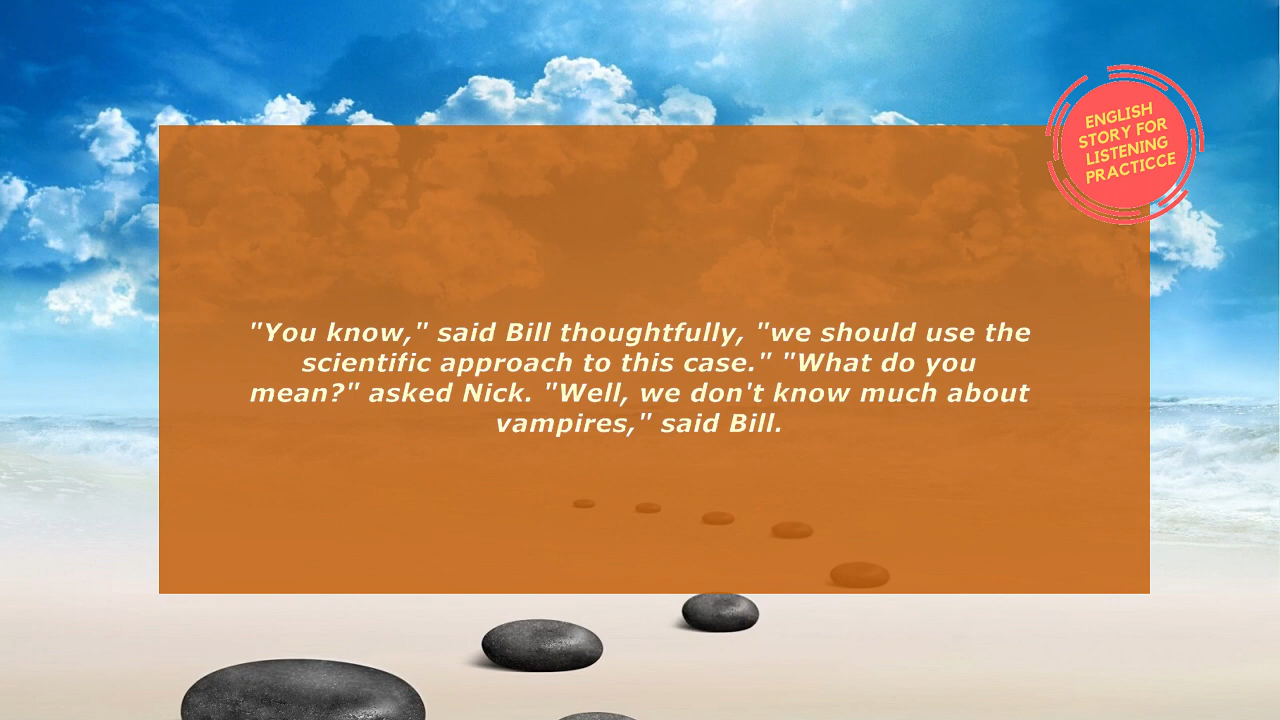 ENGLISH
STORY FOR
LISTENING
PRACTICCE
"You know," said Bill thoughtfully, "we should use the
scientific approach to this case." "What do you
mean?" asked Nick. "Well, we don't know much about
vampires," said Bill.